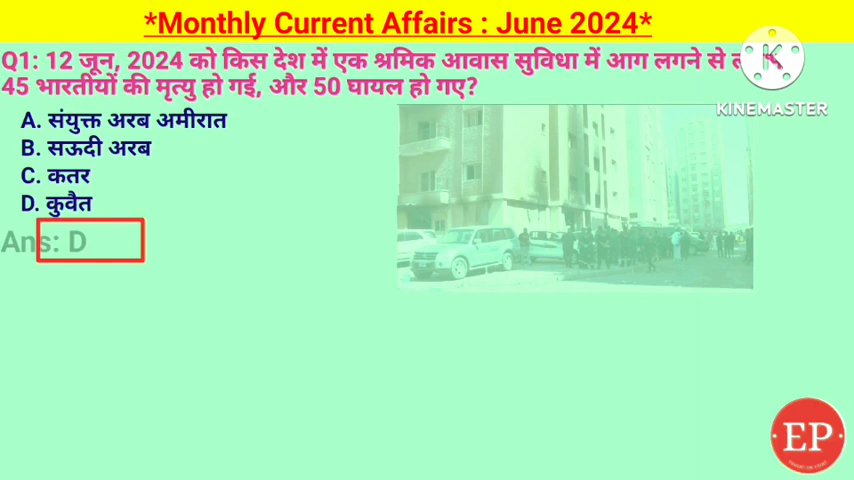 *Monthly Current Affairs : June 2024*
Q1: 12 जून, 2024 को किस देश में एक श्रमिक आवास सुविधा में आग लगने से
45 भारतीयों की मृत्यु हो गई, और 50 घायल हो गए?
KINEMASTER
A. संयुक्त अरब अमीरात
B. सऊदी अरब
C. कतर
D. कुवैत
Ans: D
EP